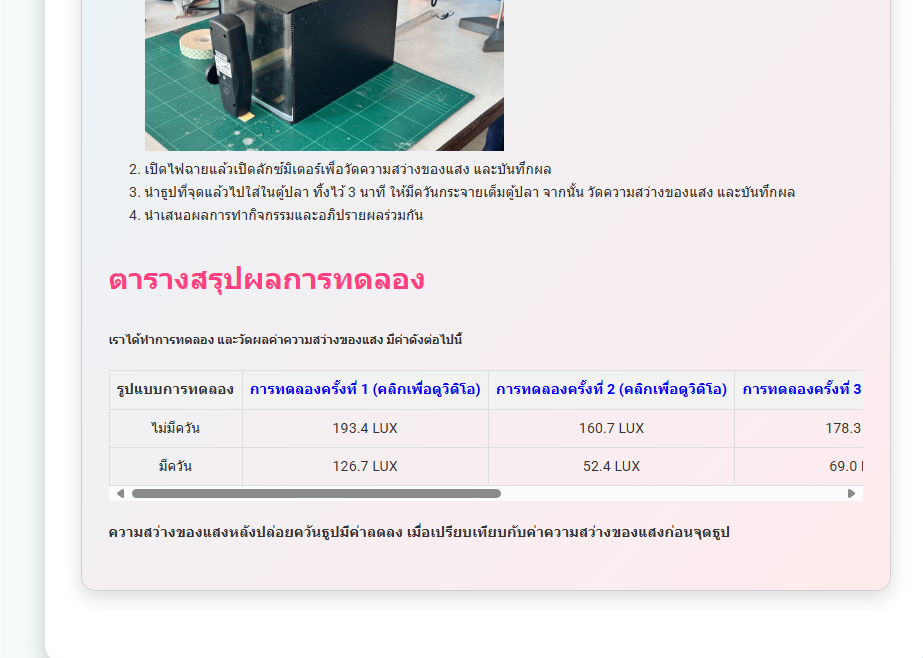 2. เปิดไฟฉายแล้วเปิดลักซ์มิเตอร์เพื่อวัดความสว่างของแสง และบันทึกผล
3. นำธูปที่จุดแล้วไปใส่ในตู้ปลา ทิ้งไว้ 3 นาที ให้มีควันกระจายเต็มตู้ปลา จากนั้น วัดความสว่างของแสง และบันทึกผล
4. นำเสนอผลการทำกิจกรรมและอภิปรายผลร่วมกัน
ตารางสรุปผลการทดลอง
เราได้ทำการทดลอง และวัดผลค่าความสว่างของแสง มีค่าดังต่อไปนี้
รูปแบบการทดลอง การทดลองครั้งที่ 1 (คลิกเพื่อดูวิดิโอ) การทดลองครั้งที่ 2 (คลิกเพื่อดูวิดิโอ) การทดลองครั้งที่ 3
ไม่มีควัน 193.4 LUX 160.7 LUX 178.3
มีควัน 126.7 LUX 52.4 LUX 69.0
ความสว่างของแสงหลังปล่อยควันธูปมีค่าลดลง เมื่อเปรียบเทียบกับค่าความสว่างของแสงก่อนจุดธูป